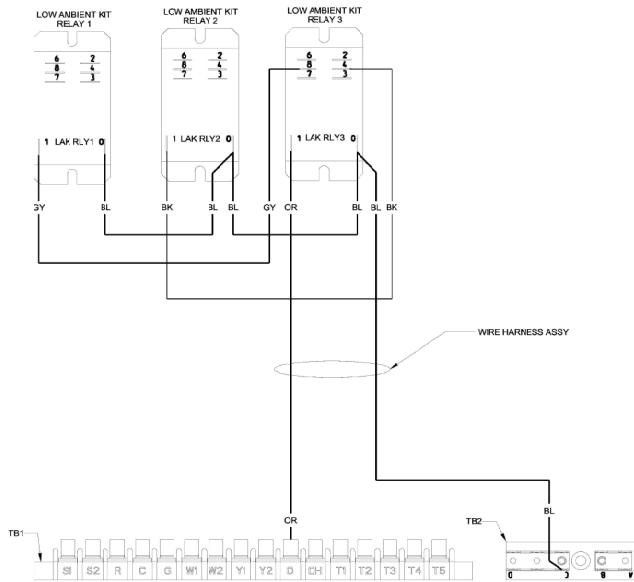 LOW AMBIENT KIT
RELAY 1
LOW AMBIENT KIT
RELAY 2
LOW AMBIENT KIT
RELAY 3
6 2
8 4
7 3
6 2
8 4
7 3
6 2
8 4
7 3
1 LAK RLY1 0
1 LAK RLY2 0
1 LAK RLY3 0
GY BL BK BL BL GY OR BL BL BK
WIRE HARNESS ASSY
OR
BL
TB1
TB2
S1 S2 R C G W1 W2 Y1 Y2 D CH T1 T2 T3 T4 T5